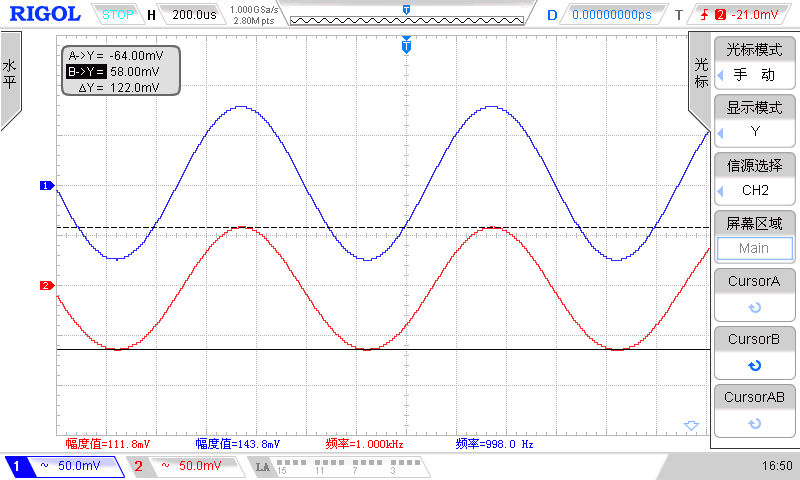 RIGOL STOP H 200.0us 1.000GSa/s 2.80M pts T D 0.00000000ps T 2 -21.0mV
水平
A->Y= -64.00mV
B->Y= 58.00mV
ΔY= 122.0mV
T
光标
光标模式
手 动
显示模式
Y
信源选择
CH2
屏幕区域
Main
CursorA
CursorB
CursorAB
1
2
幅度值=111.8mV 幅度值=143.8mV 频率=1.000kHz 频率=998.0 Hz
1 ~ 50.0mV 2 ~ 50.0mV LA 15 11 7 3 16:50